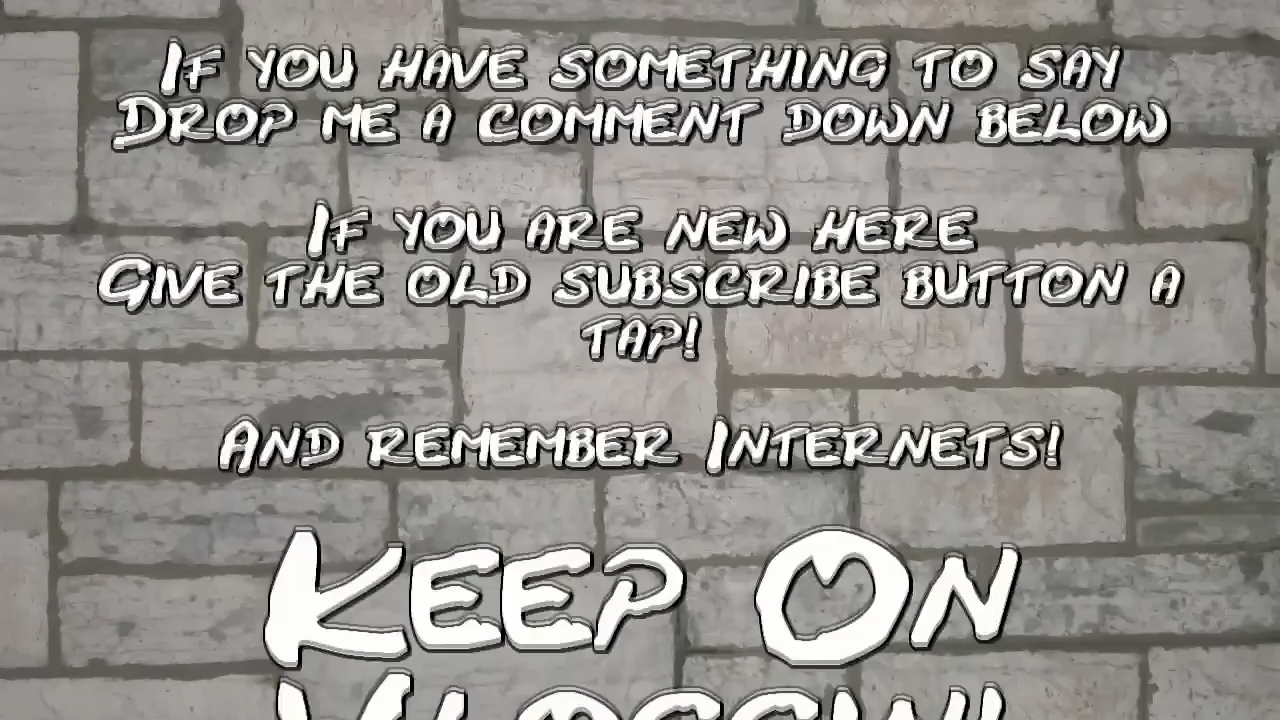 If you have something to say
Drop me a comment down below
If you are new here
Give the old subscribe button a
tap!
And remember Internets!
Keep On